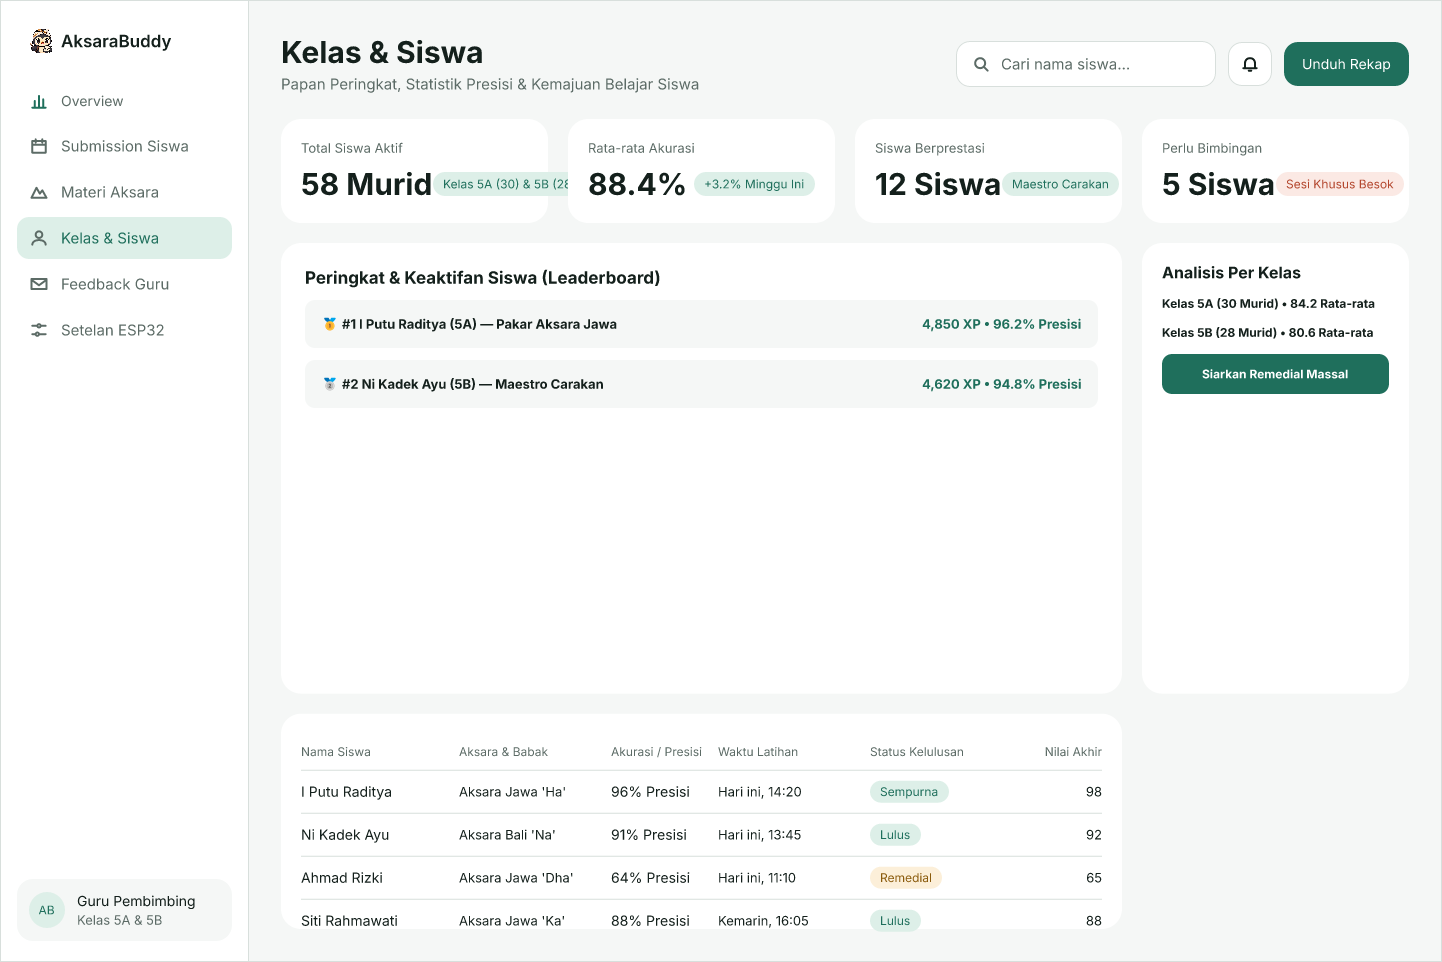 AksaraBuddy
Overview
Submission Siswa
Materi Aksara
Kelas & Siswa
Feedback Guru
Setelan ESP32
AB
Guru Pembimbing
Kelas 5A & 5B
Kelas & Siswa
Papan Peringkat, Statistik Presisi & Kemajuan Belajar Siswa
Cari nama siswa...
Unduh Rekap
Total Siswa Aktif
58 Murid Kelas 5A (30) & 5B (28
Rata-rata Akurasi
88.4% +3.2% Minggu Ini
Siswa Berprestasi
12 Siswa Maestro Carakan
Perlu Bimbingan
5 Siswa Sesi Khusus Besok
Peringkat & Keaktifan Siswa (Leaderboard)
🥇 #1 I Putu Raditya (5A) — Pakar Aksara Jawa 4,850 XP • 96.2% Presisi
🥈 #2 Ni Kadek Ayu (5B) — Maestro Carakan 4,620 XP • 94.8% Presisi
Analisis Per Kelas
Kelas 5A (30 Murid) • 84.2 Rata-rata
Kelas 5B (28 Murid) • 80.6 Rata-rata
Siarkan Remedial Massal
Nama Siswa Aksara & Babak Akurasi / Presisi Waktu Latihan Status Kelulusan Nilai Akhir
I Putu Raditya Aksara Jawa 'Ha' 96% Presisi Hari ini, 14:20 Sempurna 98
Ni Kadek Ayu Aksara Bali 'Na' 91% Presisi Hari ini, 13:45 Lulus 92
Ahmad Rizki Aksara Jawa 'Dha' 64% Presisi Hari ini, 11:10 Remedial 65
Siti Rahmawati Aksara Jawa 'Ka' 88% Presisi Kemarin, 16:05 Lulus 88